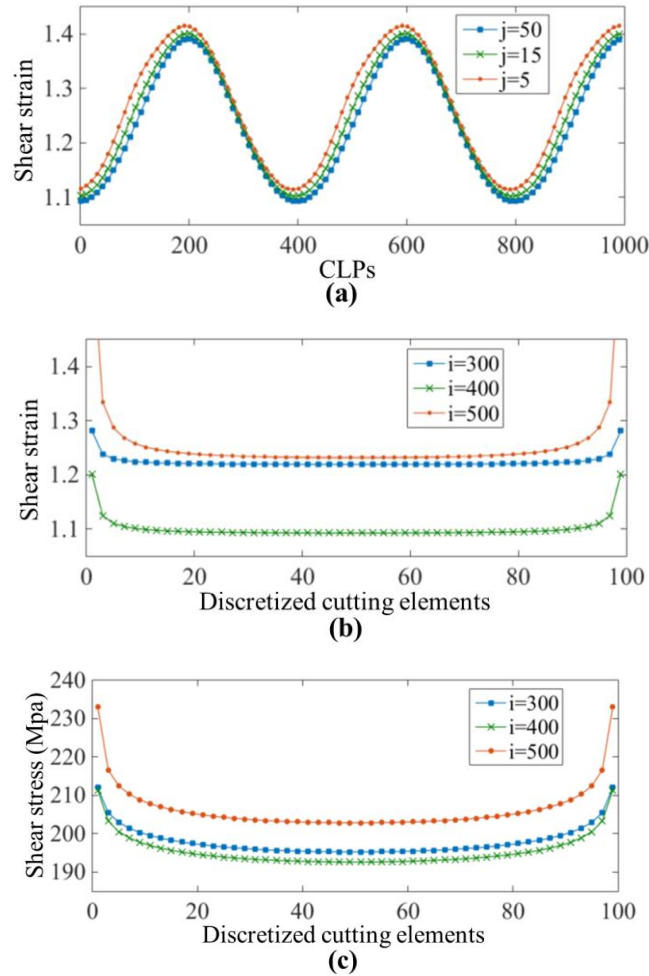 1.4
1.3
1.2
1.1
Shear strain
j=50
j=15
j=5
0 200 400 600 800 1000
CLPs
(a)
1.4
1.3
1.2
1.1
Shear strain
i=300
i=400
i=500
0 20 40 60 80 100
Discretized cutting elements
(b)
240
230
220
210
200
190
Shear stress (Mpa)
i=300
i=400
i=500
0 20 40 60 80 100
Discretized cutting elements
(c)